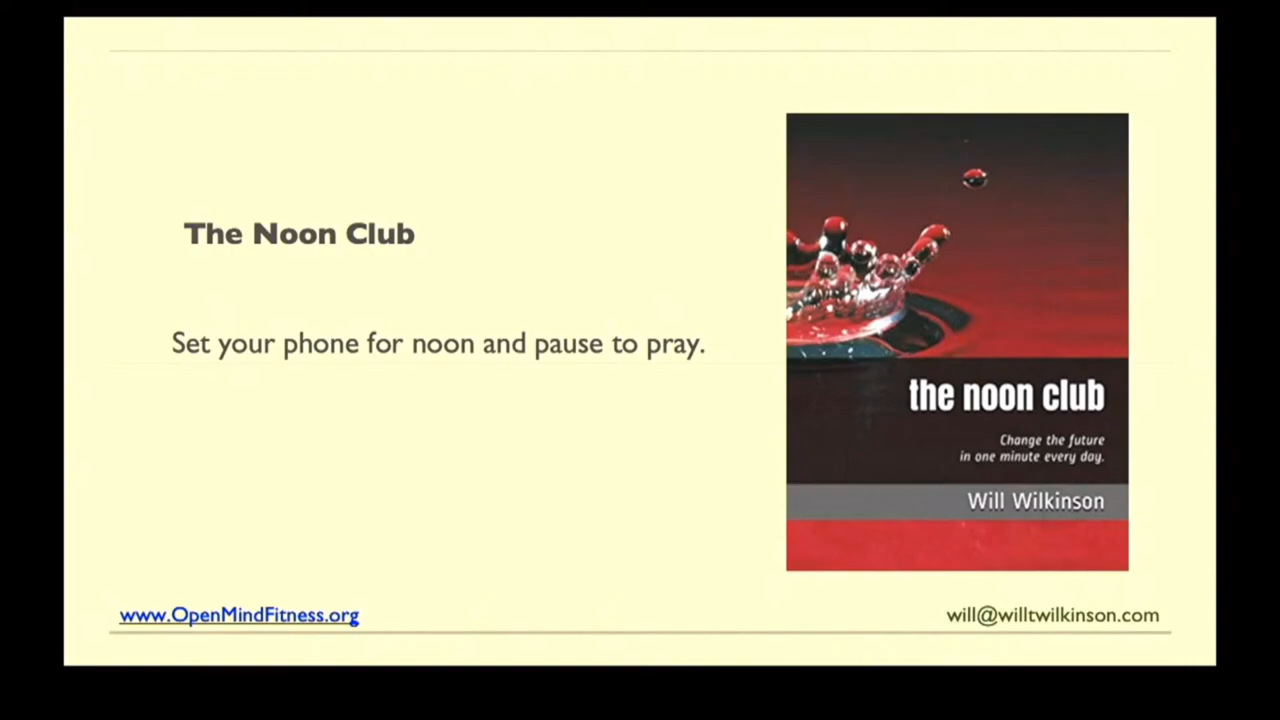 The Noon Club
Set your phone for noon and pause to pray.
the noon club
Change the future
in one minute every day.
Will Wilkinson
www.OpenMindFitness.org
will@willtwilkinson.com